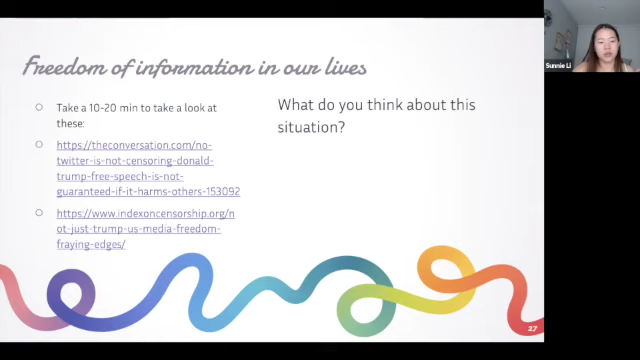 Freedom of information in our lives
Take a 10-20 min to take a look at
these:
https://theconversation.com/no-
twitter-is-not-censoring-donald-
trump-free-speech-is-not-
guaranteed-if-it-harms-others-153092
https://www.indexoncensorship.org/n
ot-just-trump-us-media-freedom-
fraying-edges/
What do you think about this
situation?
27
Sunnie Li